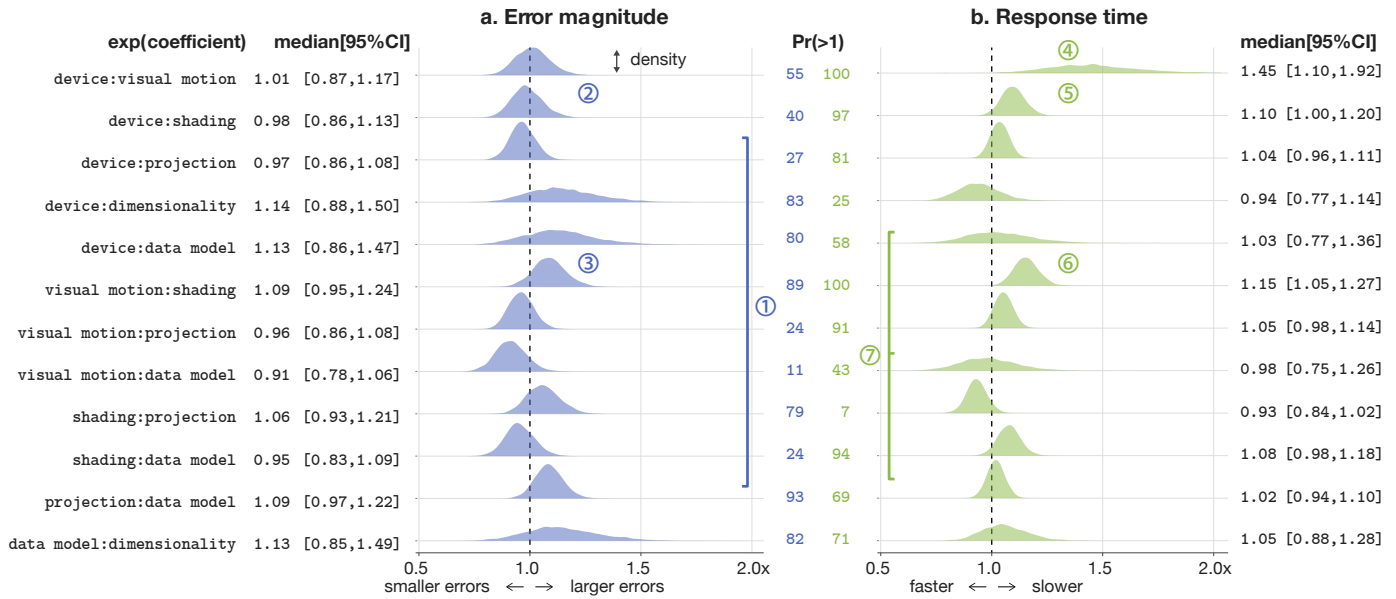 a. Error magnitude b. Response time
exp(coefficient) median[95%CI] Pr(>1) median[95%CI]
density ④
device:visual motion 1.01 [0.87,1.17] 55 100 1.45 [1.10,1.92]
② ⑤
device:shading 0.98 [0.86,1.13] 40 97 1.10 [1.00,1.20]
device:projection 0.97 [0.86,1.08] 27 81 1.04 [0.96,1.11]
device:dimensionality 1.14 [0.88,1.50] 83 25 0.94 [0.77,1.14]
device:data model 1.13 [0.86,1.47] 80 58 1.03 [0.77,1.36]
③ ⑥
visual motion:shading 1.09 [0.95,1.24] 89 100 1.15 [1.05,1.27]
①
visual motion:projection 0.96 [0.86,1.08] 24 91 1.05 [0.98,1.14]
⑦
visual motion:data model 0.91 [0.78,1.06] 11 43 0.98 [0.75,1.26]
shading:projection 1.06 [0.93,1.21] 79 7 0.93 [0.84,1.02]
shading:data model 0.95 [0.83,1.09] 24 94 1.08 [0.98,1.18]
projection:data model 1.09 [0.97,1.22] 93 69 1.02 [0.94,1.10]
data model:dimensionality 1.13 [0.85,1.49] 82 71 1.05 [0.88,1.28]
0.5 1.0 1.5 2.0x 0.5 1.0 1.5 2.0x
smaller errors ← → larger errors faster ← → slower